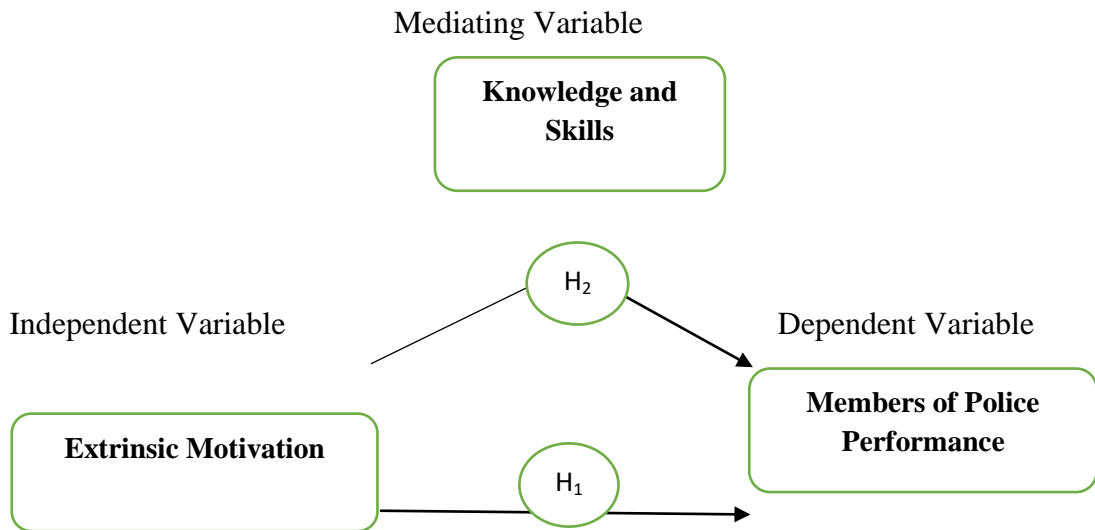 Mediating Variable
Knowledge and
Skills
H₂
Independent Variable
Dependent Variable
Extrinsic Motivation
Members of Police
Performance
H₁